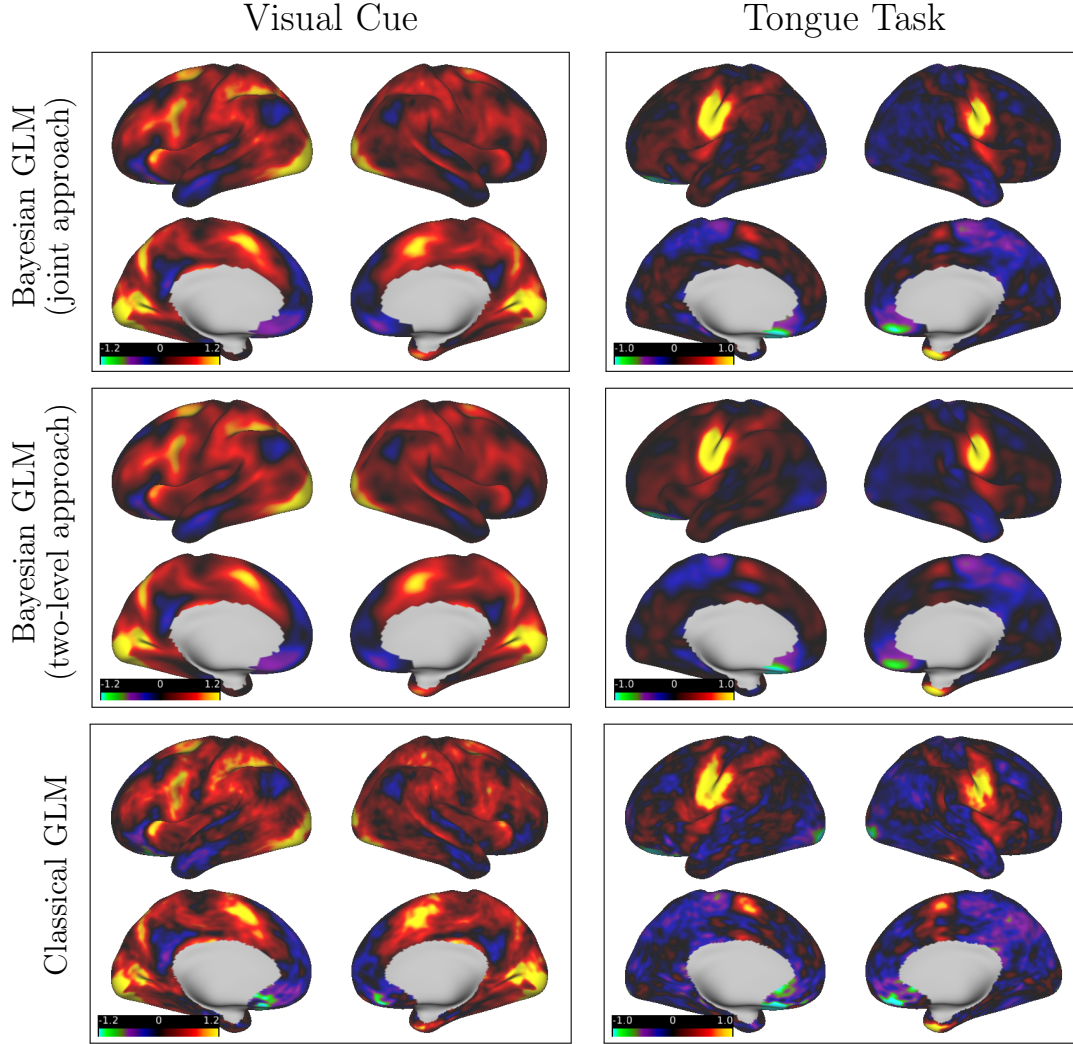 Visual Cue
Tongue Task
Bayesian GLM
(joint approach)
-1.2 0 1.2
-1.0 0 1.0
Bayesian GLM
(two-level approach)
-1.2 0 1.2
-1.0 0 1.0
Classical GLM
-1.2 0 1.2
-1.0 0 1.0